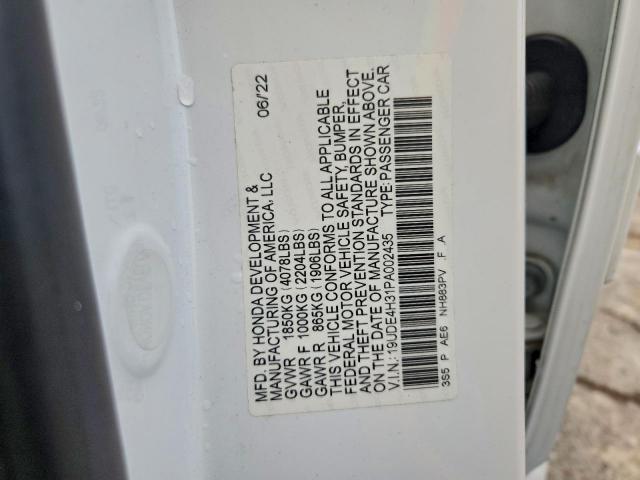 MFD. BY HONDA DEVELOPMENT & 06/'22
MANUFACTURING OF AMERICA, LLC
GVWR 1850KG (4078LBS)
GAWR F 1000KG (2204LBS)
GAWR R 865KG (1906LBS)
THIS VEHICLE CONFORMS TO ALL APPLICABLE
FEDERAL MOTOR VEHICLE SAFETY, BUMPER,
AND THEFT PREVENTION STANDARDS IN EFFECT
ON THE DATE OF MANUFACTURE SHOWN ABOVE.
V.I.N.: 19UDE4H31PA002435 TYPE:PASSENGER CAR
3S5 P AE6 NH883PV F A